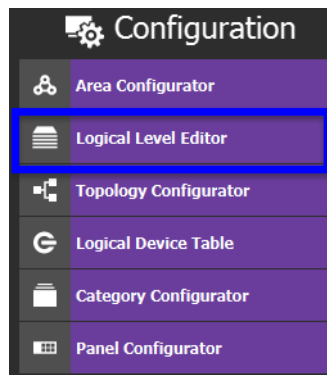 Configuration
Area Configurator
Logical Level Editor
Topology Configurator
Logical Device Table
Category Configurator
Panel Configurator